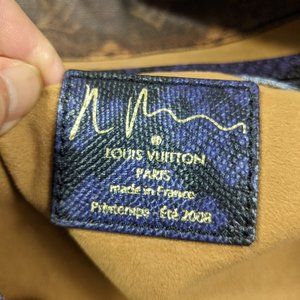 LOUIS VUITTON
PARIS
made in France
Printemps - Été 2008